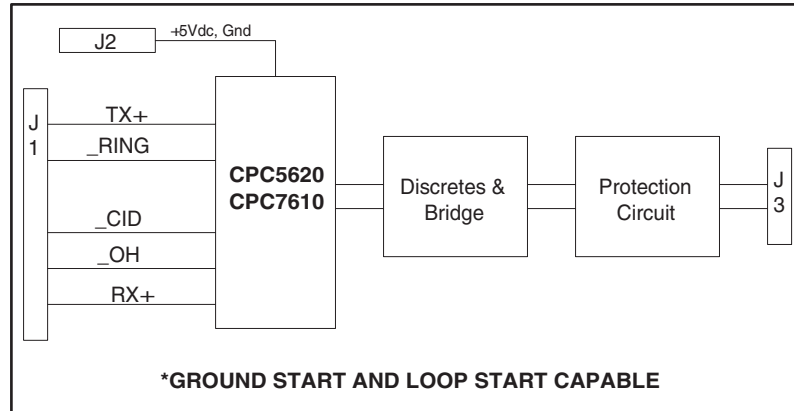 J2
+5Vdc, Gnd
J
1
TX+
_RING
_CID
_OH
RX+
CPC5620
CPC7610
Discretes &
Bridge
Protection
Circuit
J
3
*GROUND START AND LOOP START CAPABLE